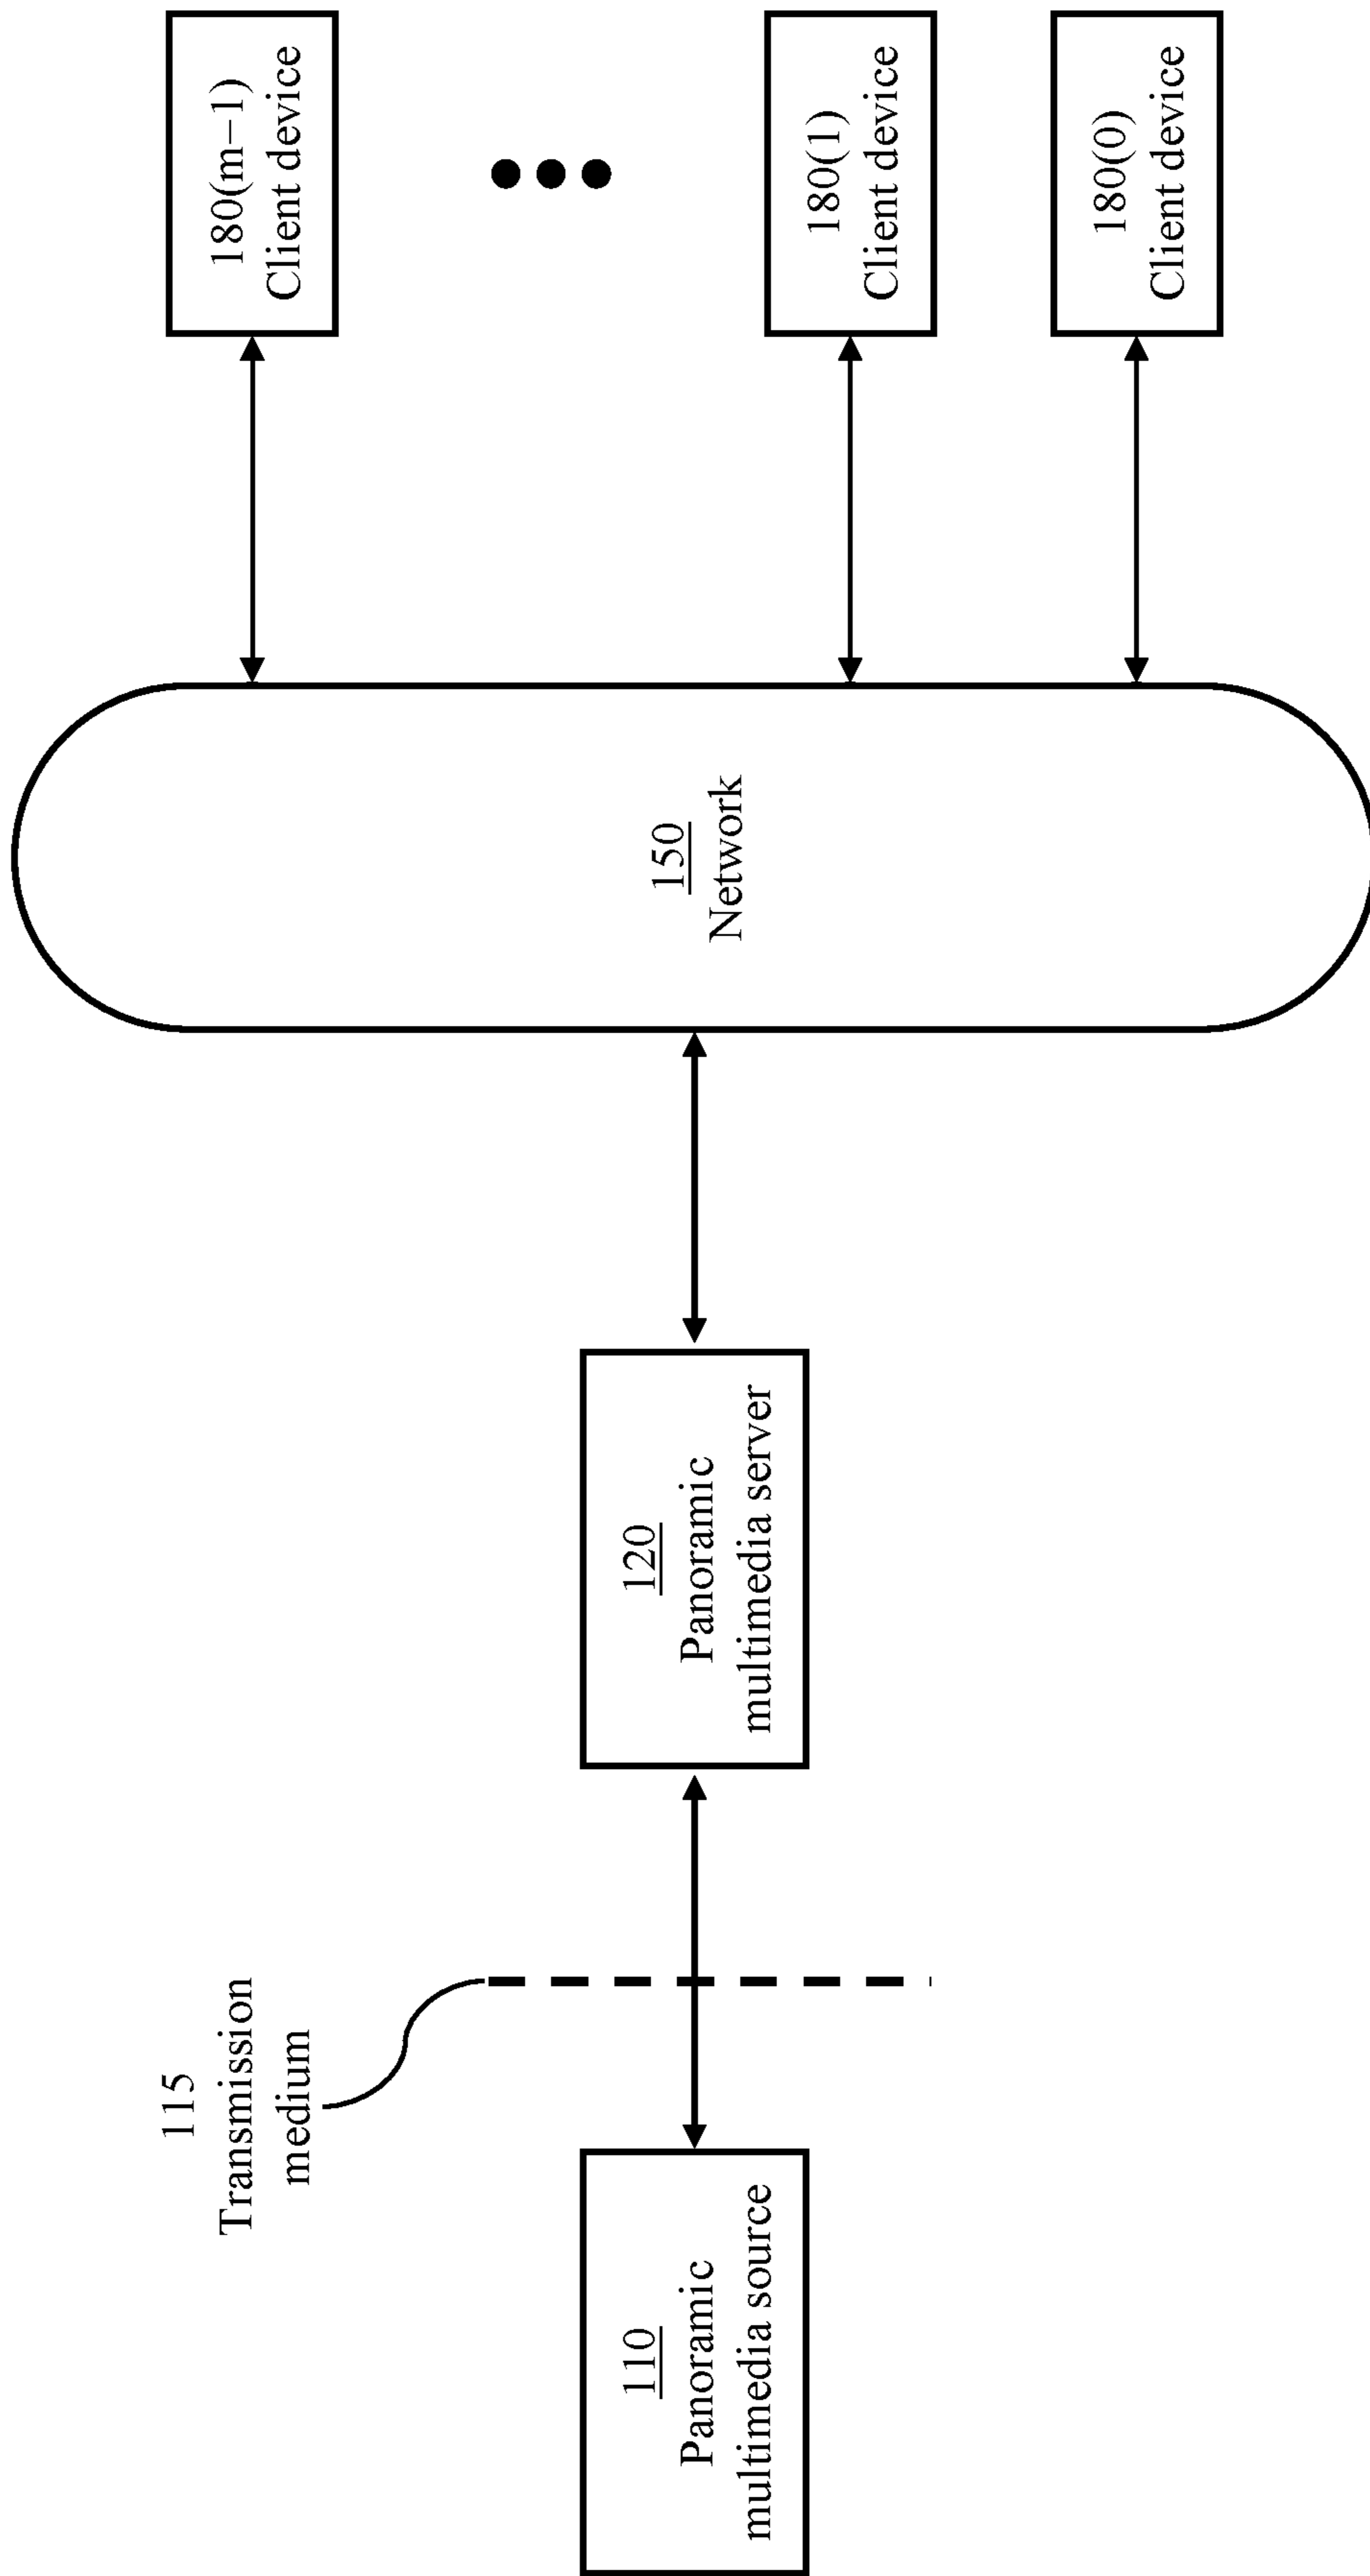 110
Panoramic
multimedia source
115
Transmission
medium
120
Panoramic
multimedia server
150
Network
180(m−1)
Client device
180(1)
Client device
180(0)
Client device